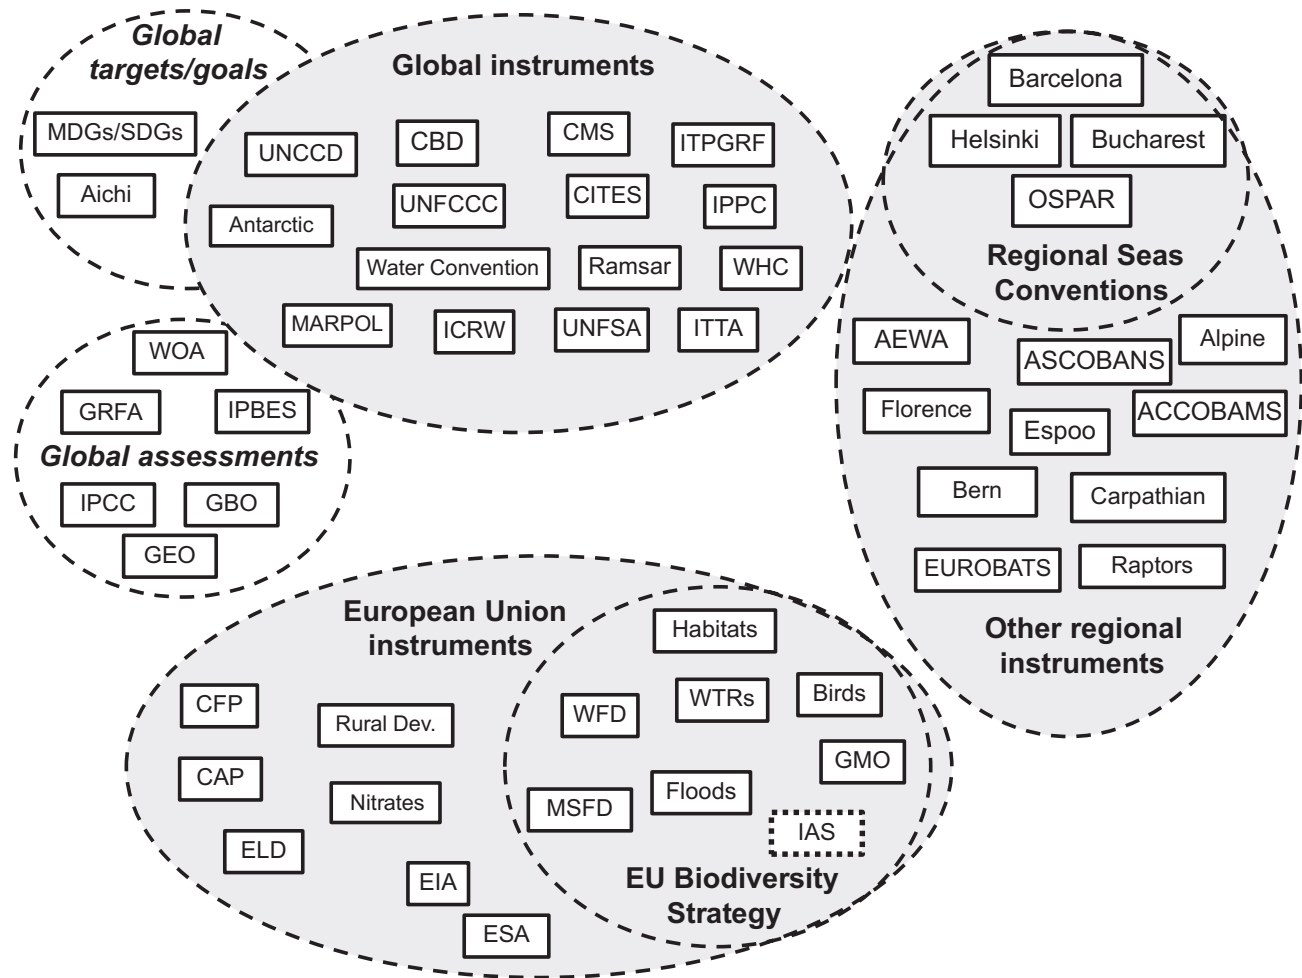 Global
targets/goals
MDGs/SDGs
Aichi
Global instruments
UNCCD
CBD
CMS
ITPGRF
UNFCCC
CITES
IPPC
Antarctic
Water Convention
Ramsar
WHC
MARPOL
ICRW
UNFSA
ITTA
Barcelona
Helsinki
Bucharest
OSPAR
Regional Seas
Conventions
AEWA
ASCOBANS
Alpine
Florence
Espoo
ACCOBAMS
Bern
Carpathian
EUROBATS
Raptors
Other regional
instruments
WOA
GRFA
IPBES
Global assessments
IPCC
GBO
GEO
European Union
instruments
CFP
Rural Dev.
CAP
Nitrates
ELD
EIA
ESA
Habitats
WFD
WTRs
Birds
GMO
MSFD
Floods
IAS
EU Biodiversity
Strategy